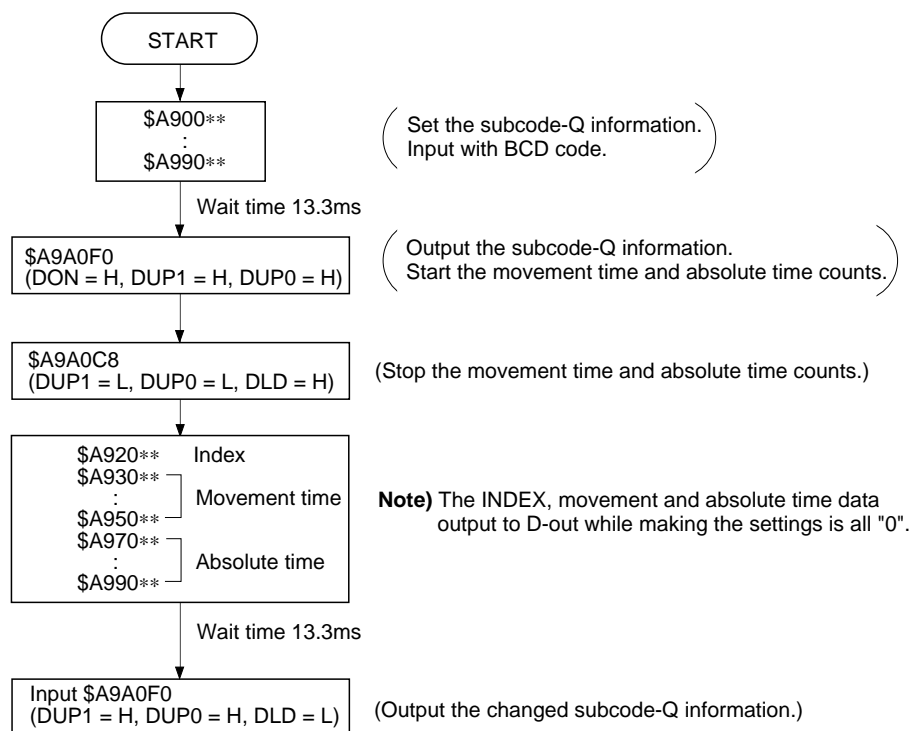 START
$A900**
:
$A990**
Set the subcode-Q information.
Input with BCD code.
Wait time 13.3ms
$A9A0F0
(DON = H, DUP1 = H, DUP0 = H)
Output the subcode-Q information.
Start the movement time and absolute time counts.
$A9A0C8
(DUP1 = L, DUP0 = L, DLD = H)
(Stop the movement time and absolute time counts.)
$A920** Index
$A930**
:
Movement time
$A950**
$A970**
:
Absolute time
$A990**
Note) The INDEX, movement and absolute time data
output to D-out while making the settings is all "0".
Wait time 13.3ms
Input $A9A0F0
(DUP1 = H, DUP0 = H, DLD = L)
(Output the changed subcode-Q information.)